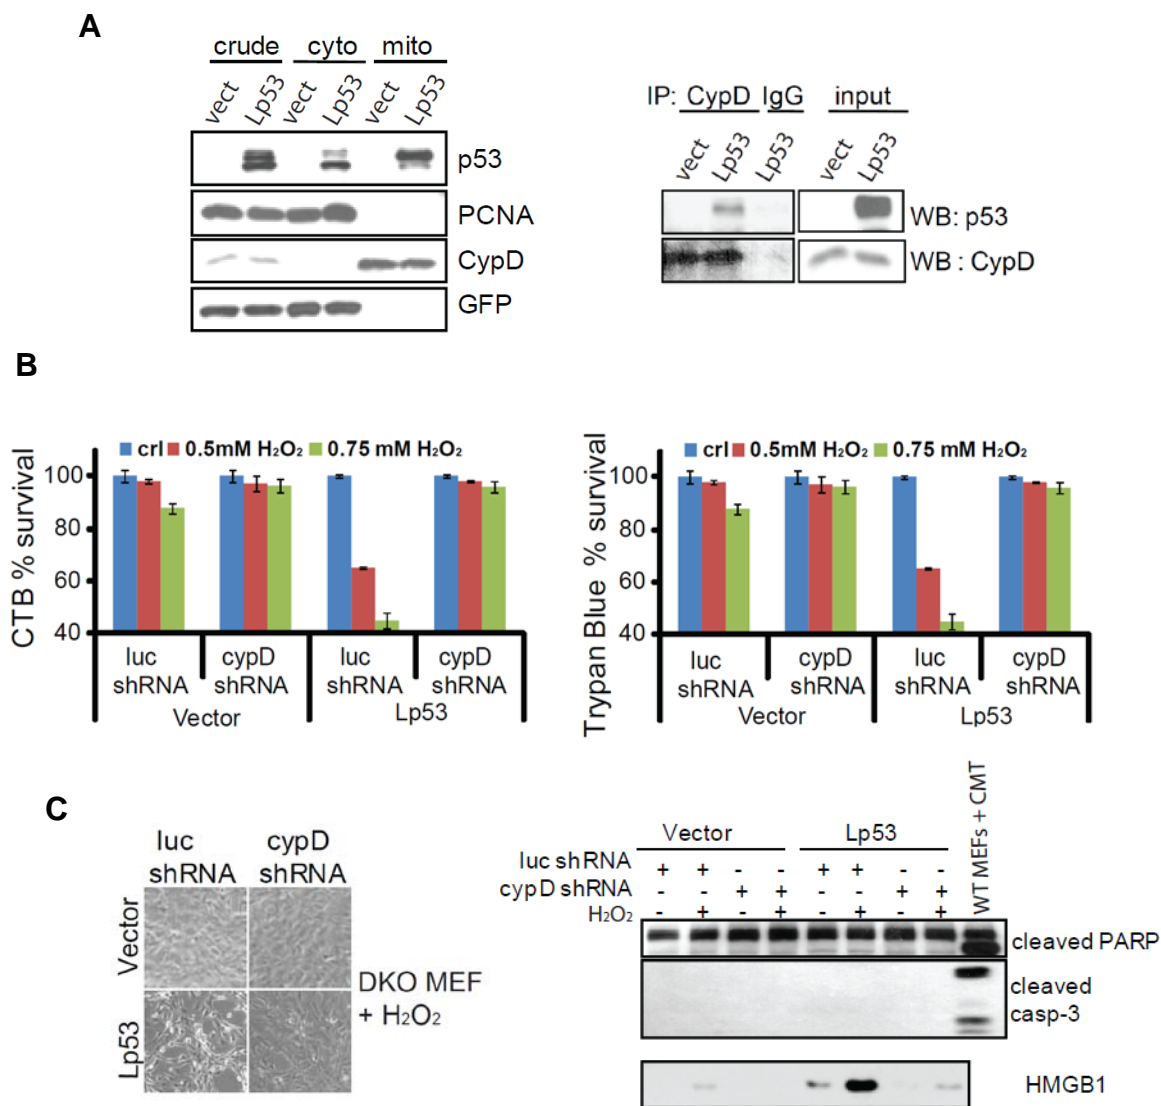 A
crude cyto mito
vect Lp53 vect Lp53 vect Lp53
p53
PCNA
CypD
GFP
IP: CypD IgG input
vect Lp53 Lp53 vect Lp53
WB: p53
WB : CypD
B
CTB % survival
crl 0.5mM H₂O₂ 0.75 mM H₂O₂
100
80
60
40
luc shRNA cypD shRNA luc shRNA cypD shRNA
Vector Lp53
Trypan Blue % survival
crl 0.5mM H₂O₂ 0.75 mM H₂O₂
100
80
60
40
luc shRNA cypD shRNA luc shRNA cypD shRNA
Vector Lp53
C
luc shRNA cypD shRNA
Vector
Lp53
DKO MEF
+ H₂O₂
Vector Lp53 WT MEFs + CMT
luc shRNA + + - - + + - -
cypD shRNA - - + + - - + +
H₂O₂ - + - + - + - +
cleaved PARP
cleaved
casp-3
HMGB1